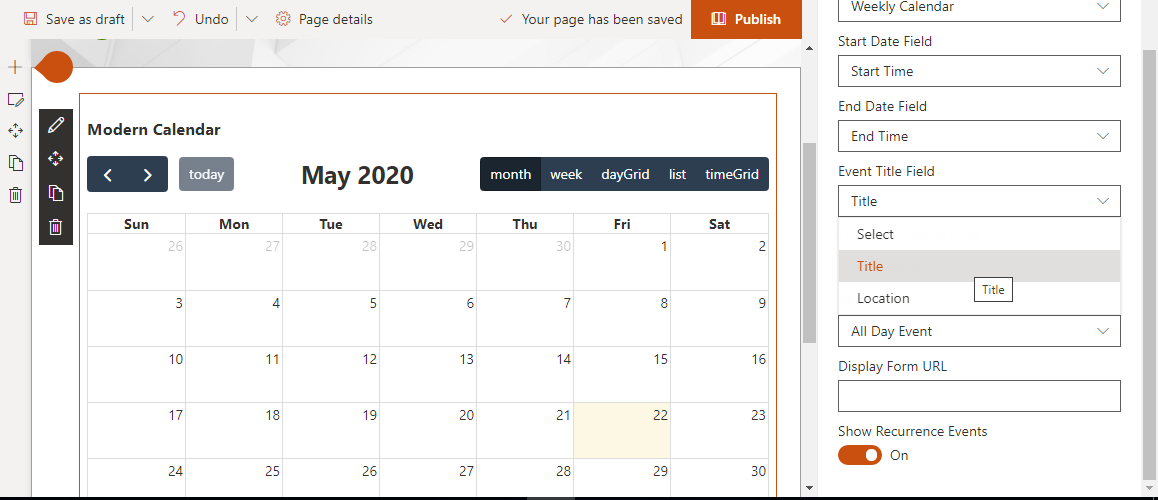 Save as draft Undo Page details Your page has been saved Publish
Modern Calendar
today May 2020 month week dayGrid list timeGrid
Sun Mon Tue Wed Thu Fri Sat
26 27 28 29 30 1 2
3 4 5 6 7 8 9
10 11 12 13 14 15 16
17 18 19 20 21 22 23
24 25 26 27 28 29 30
Weekly Calendar
Start Date Field
Start Time
End Date Field
End Time
Event Title Field
Title
Select
Title
Title
Location
All Day Event
Display Form URL
Show Recurrence Events
On